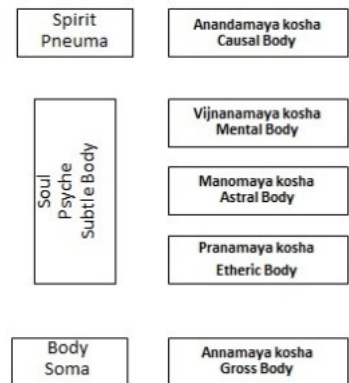 Spirit
Pneuma
Anandamaya kosha
Causal Body
Soul
Psyche
Subtle Body
Vijnanamaya kosha
Mental Body
Manomaya kosha
Astral Body
Pranamaya kosha
Etheric Body
Body
Soma
Annamaya kosha
Gross Body